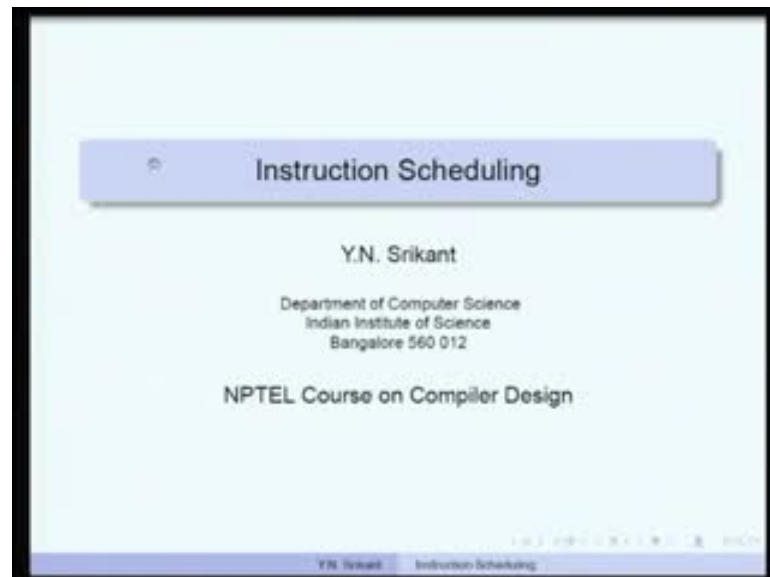 Instruction Scheduling
Y.N. Srikant
Department of Computer Science
Indian Institute of Science
Bangalore 560 012
NPTEL Course on Compiler Design
Y.N. Srikant Instruction Scheduling